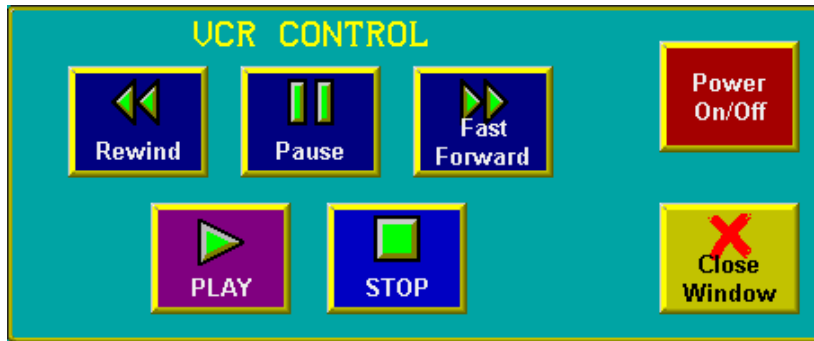 VCR CONTROL
Rewind
Pause
Fast
Forward
Power
On/Off
PLAY
STOP
Close
Window